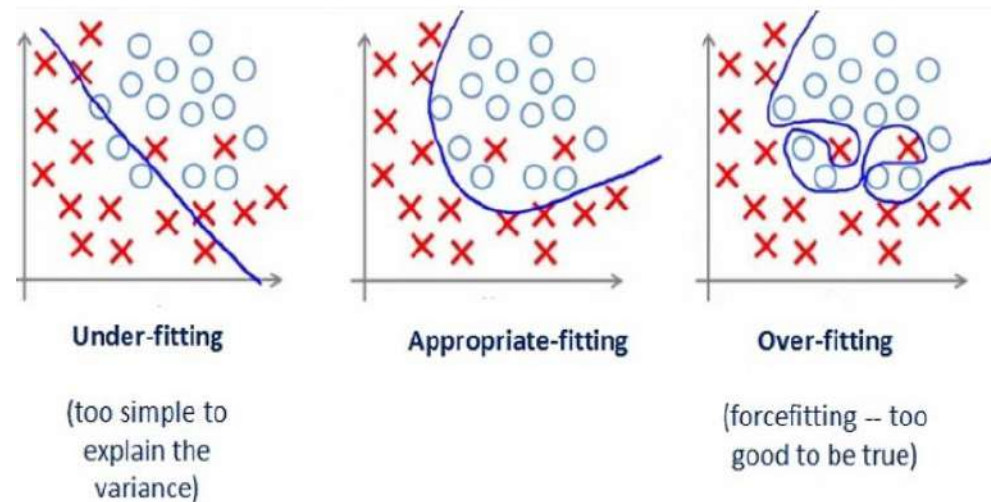 Under-fitting
Appropriate-fitting
Over-fitting
(too simple to
explain the
variance)
(forcefitting -- too
good to be true)